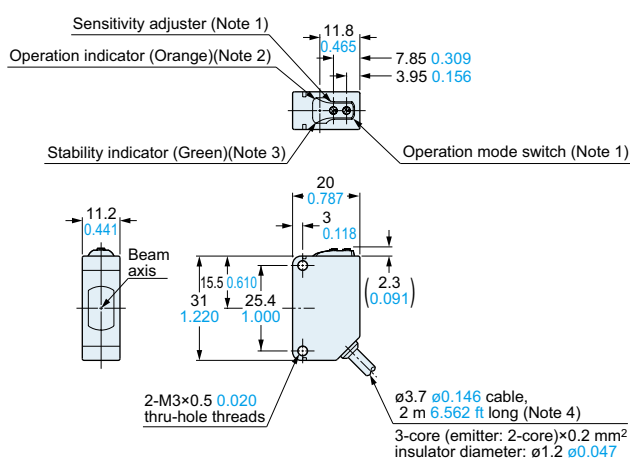 Sensitivity adjuster (Note 1)
11.8
0.465
Operation indicator (Orange)(Note 2)
7.85 0.309
3.95 0.156
Stability indicator (Green)(Note 3)
Operation mode switch (Note 1)
20
0.787
11.2
0.441
3
0.118
Beam
axis
15.5 0.610
2.3
0.091
31
1.220
25.4
1.000
2-M3×0.5 0.020
thru-hole threads
ø3.7 ø0.146 cable,
2 m 6.562 ft long (Note 4)
3-core (emitter: 2-core)×0.2 mm²
insulator diameter: ø1.2 ø0.047